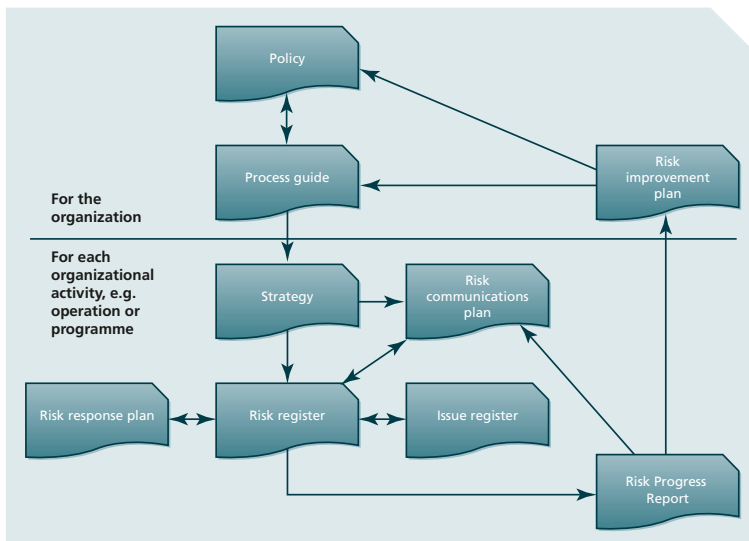 Policy
Process guide
Risk
improvement
plan
For the
organization
For each
organizational
activity, e.g.
operation or
programme
Strategy
Risk
communications
plan
Risk response plan
Risk register
Issue register
Risk Progress
Report